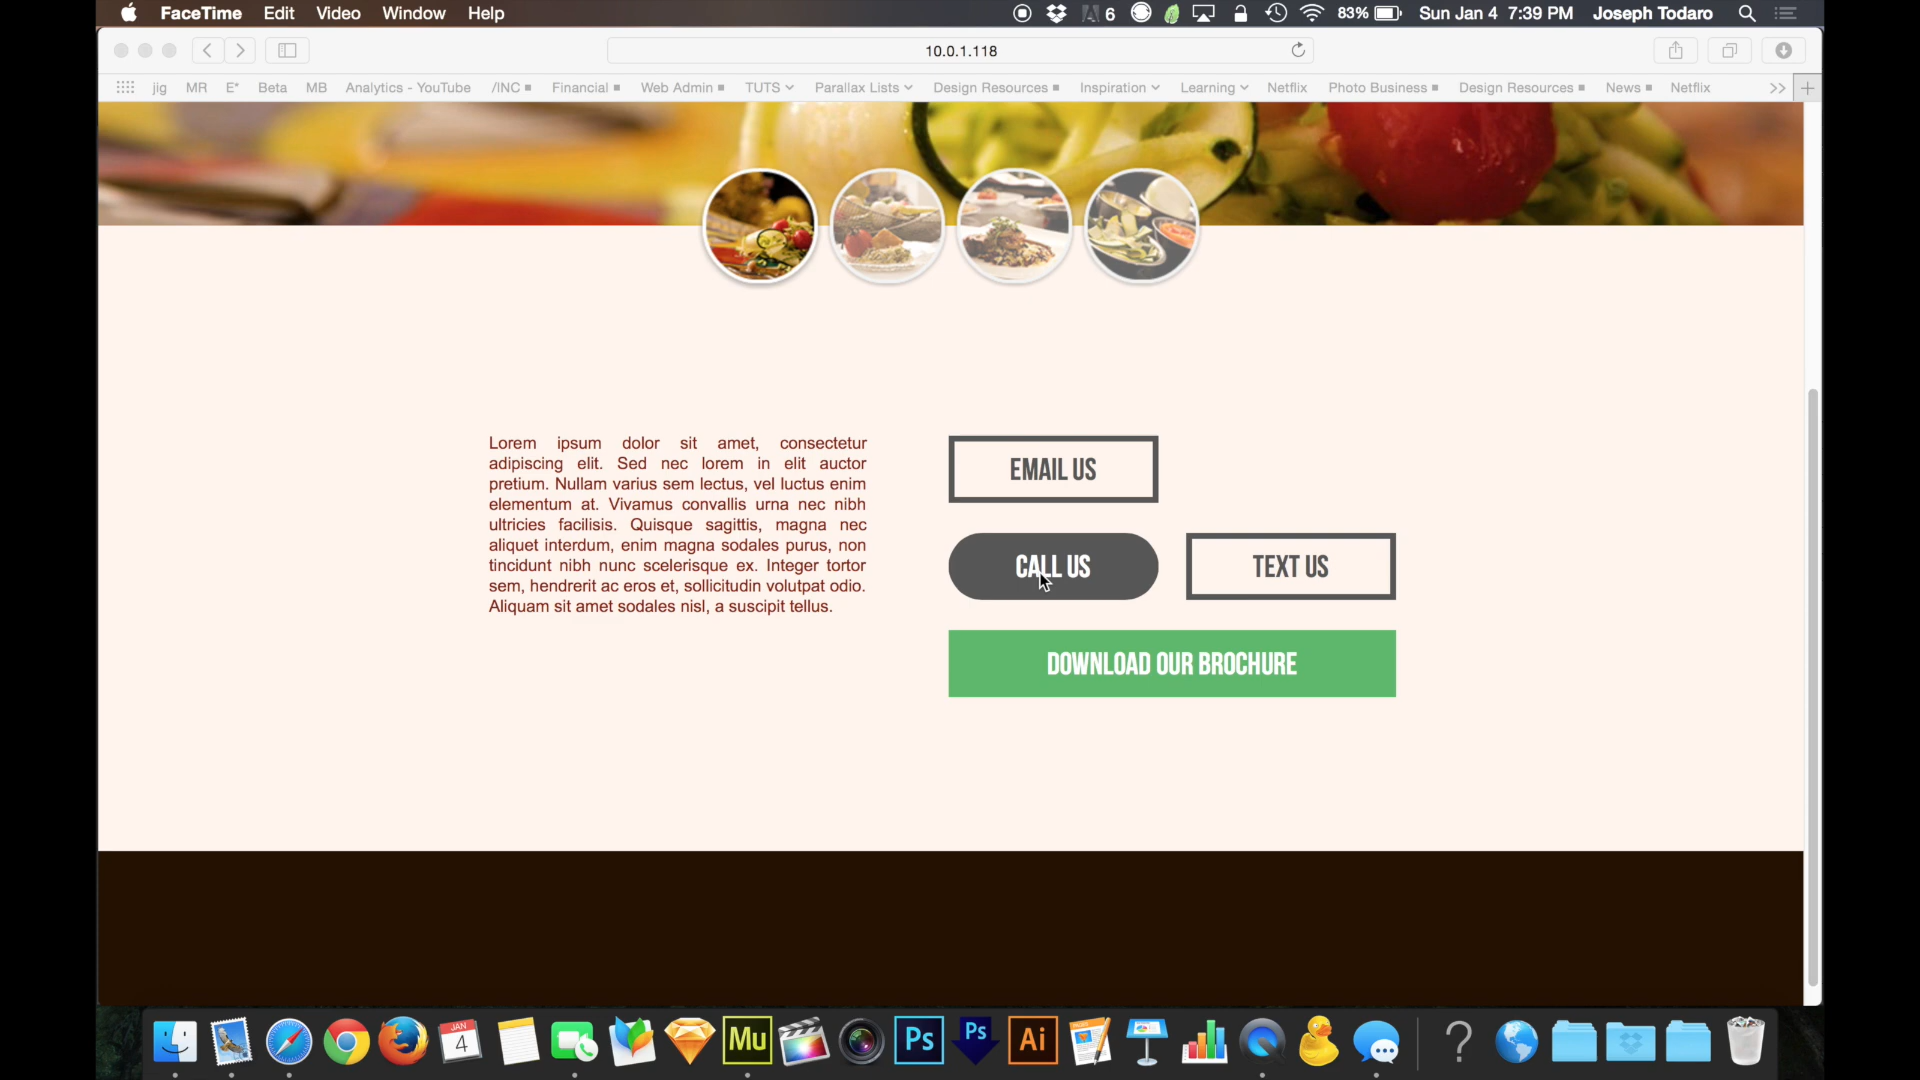 FaceTime Edit Video Window Help 6 83% Sun Jan 4 7:39 PM Joseph Todaro
10.0.1.118
jig MR E* Beta MB Analytics - YouTube /INC Financial Web Admin TUTS Parallax Lists Design Resources Inspiration Learning Netflix Photo Business Design Resources News Netflix
Lorem ipsum dolor sit amet, consectetur
adipiscing elit. Sed nec lorem in elit auctor
pretium. Nullam varius sem lectus, vel luctus enim
elementum at. Vivamus convallis urna nec nibh
ultricies facilisis. Quisque sagittis, magna nec
aliquet interdum, enim magna sodales purus, non
tincidunt nibh nunc scelerisque ex. Integer tortor
sem, hendrerit ac eros et, sollicitudin volutpat odio.
Aliquam sit amet sodales nisl, a suscipit tellus.
EMAIL US
CALL US
TEXT US
DOWNLOAD OUR BROCHURE
JAN
4
Mu
Ps
Ps
Ai
?